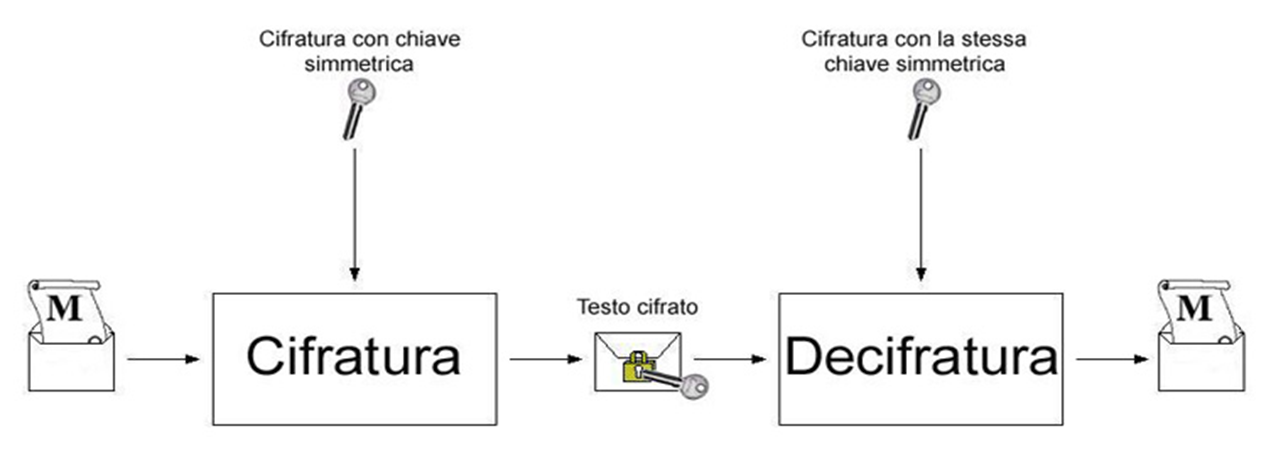 Cifratura con chiave
simmetrica
Cifratura con la stessa
chiave simmetrica
M
Cifratura
Testo cifrato
Decifratura
M